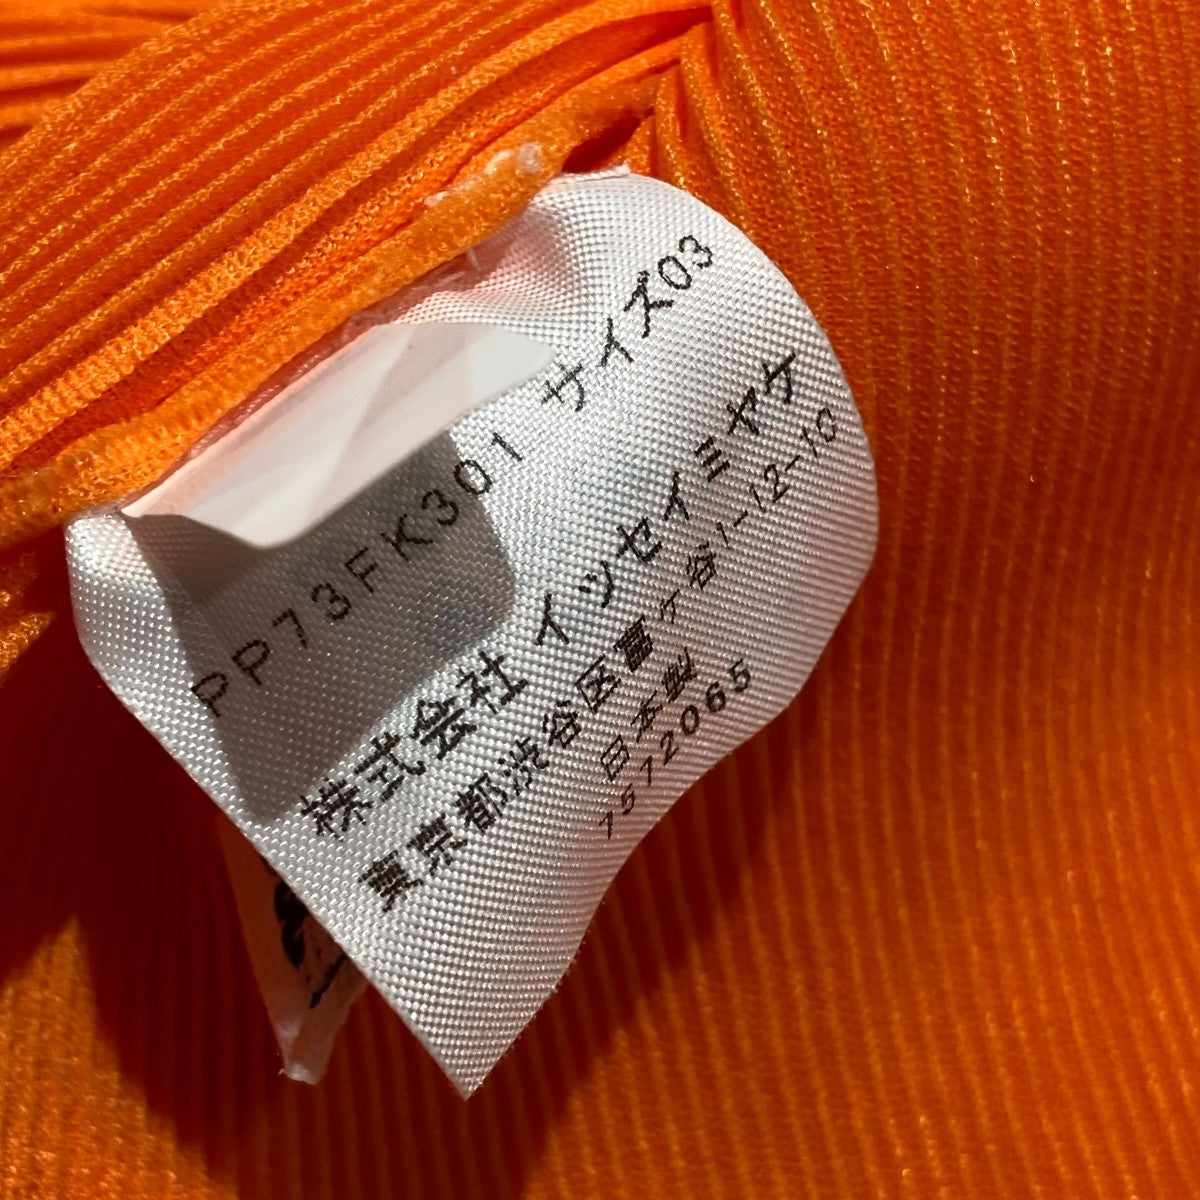 PP73FK301 サイズ03
株式会社 イッセイミヤケ
東京都渋谷区富ヶ谷1-12-10
日本製
7572065